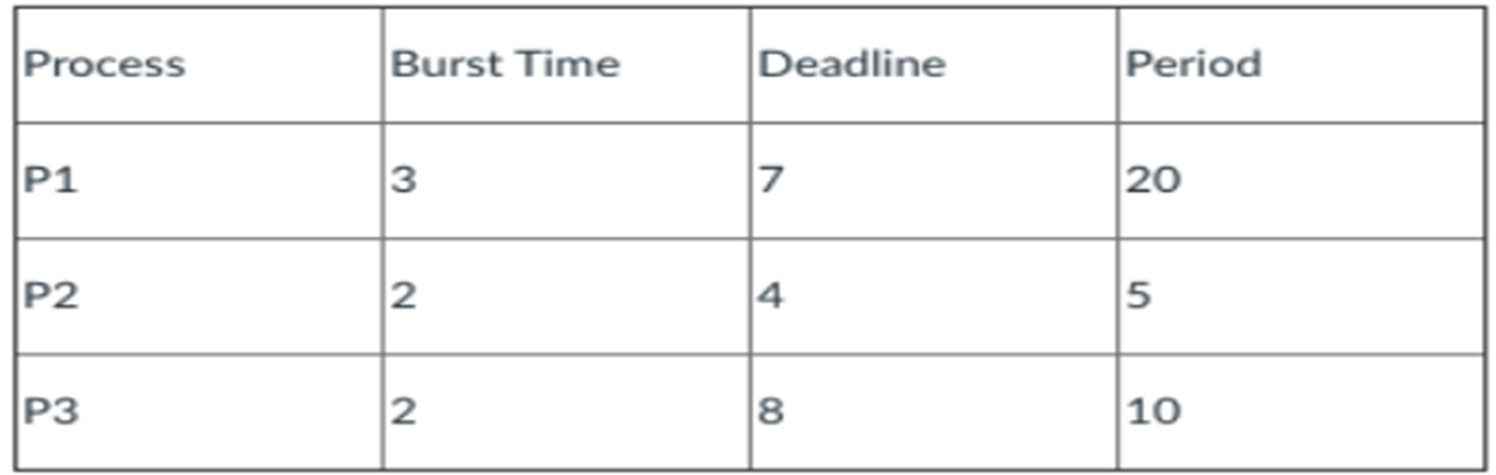 Process Burst Time Deadline Period
P1 3 7 20
P2 2 4 5
P3 2 8 10